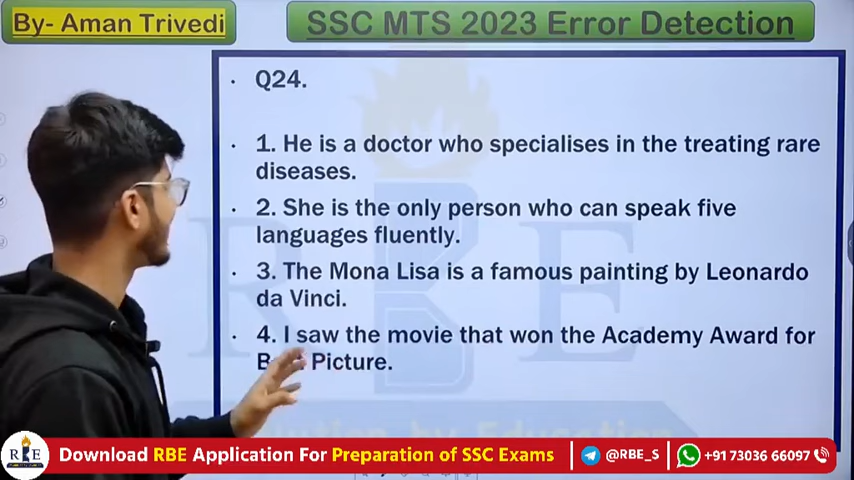 By- Aman Trivedi
SSC MTS 2023 Error Detection
• Q24.
• 1. He is a doctor who specialises in the treating rare
diseases.
• 2. She is the only person who can speak five
languages fluently.
• 3. The Mona Lisa is a famous painting by Leonardo
da Vinci.
• 4. I saw the movie that won the Academy Award for
Picture.
RBE
RBE
Download RBE Application For Preparation of SSC Exams
@RBE_S
+91 73036 66097